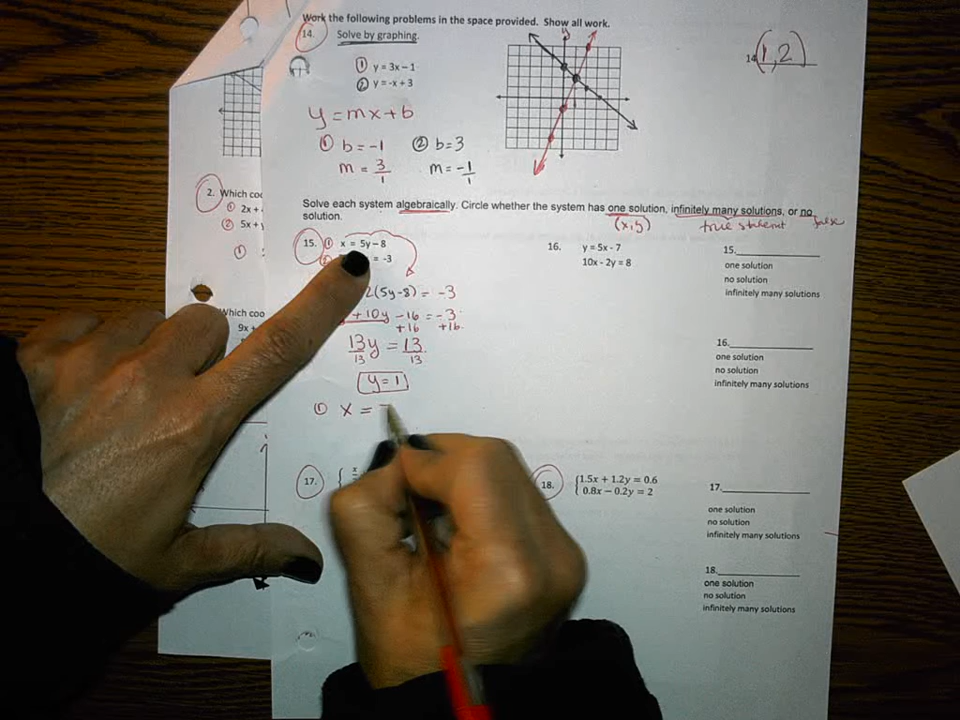 Work the following problems in the space provided. Show all work.
14. Solve by graphing.
① y = 3x – 1
② y = -x + 3
y
14 (1,2)
y = mx + b
① b = -1 ② b = 3
m = 3/1 m = -1/1
2. Which
① 2x +
② 5x +
①
Solve each system algebraically. Circle whether the system has one solution, infinitely many solutions, or no
solution.
(x,y) true statement false
15. ① x = 5y – 8
= -3
2(5y-8) = -3
+10y -16 = -3
+16 +16
13y = 13
13 13
y = 1
① x =
16. y = 5x - 7
10x - 2y = 8
15.
one solution
no solution
infinitely many solutions
Which
9x +
16.
one solution
no solution
infinitely many solutions
17.
18. 1.5x + 1.2y = 0.6
0.8x – 0.2y = 2
17.
one solution
no solution
infinitely many solutions
18.
one solution
no solution
infinitely many solutions